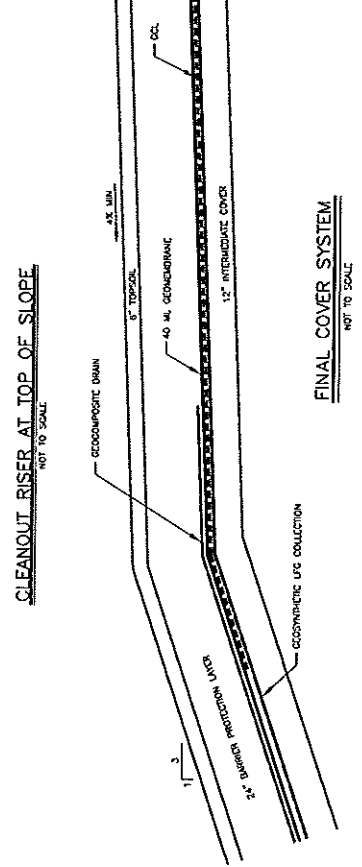 CLEANOUT RISER AT TOP OF SLOPE
NOT TO SCALE
4% MIN
6" TOPSOIL
GEOCOMPOSITE DRAIN
40 MIL GEOMEMBRANE
GCL
12" INTERMEDIATE COVER
3
1
24" BARRIER PROTECTION LAYER
GEOSYNTHETIC LFG COLLECTION
FINAL COVER SYSTEM
NOT TO SCALE